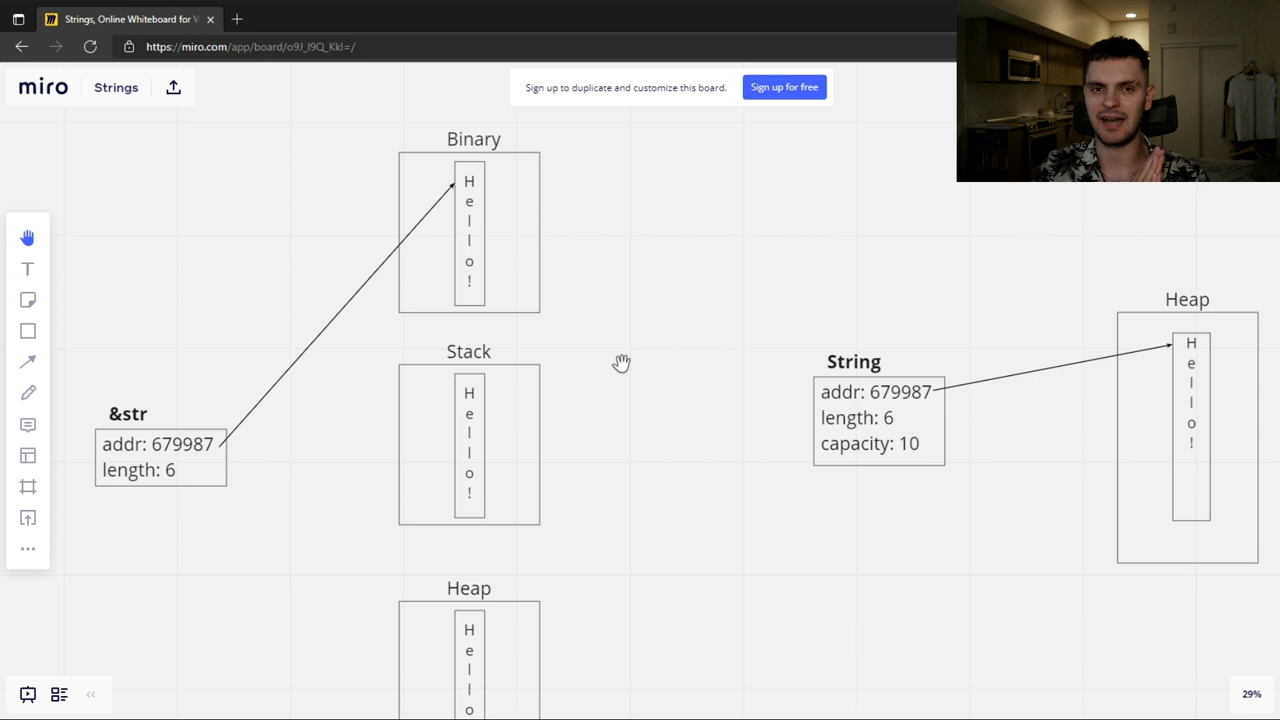 Strings, Online Whiteboard for V
https://miro.com/app/board/o9J_l9Q_KkI=/
miro
Strings
Sign up to duplicate and customize this board.
Sign up for free
Binary
H
e
l
l
o
!
Stack
H
e
l
l
o
!
&str
addr: 679987
length: 6
Heap
H
e
l
l
o
String
addr: 679987
length: 6
capacity: 10
Heap
H
e
l
l
o
!
T
29%